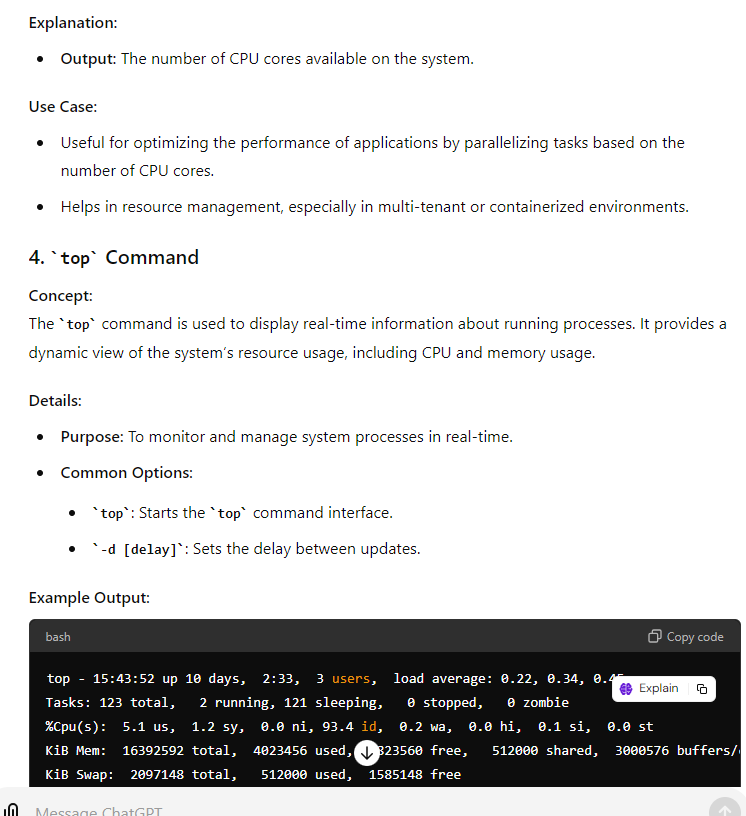 Explanation:
• Output: The number of CPU cores available on the system.
Use Case:
• Useful for optimizing the performance of applications by parallelizing tasks based on the
number of CPU cores.
• Helps in resource management, especially in multi-tenant or containerized environments.
4. `top` Command
Concept:
The `top` command is used to display real-time information about running processes. It provides a
dynamic view of the system's resource usage, including CPU and memory usage.
Details:
• Purpose: To monitor and manage system processes in real-time.
• Common Options:
• `top`: Starts the `top` command interface.
• `-d [delay]`: Sets the delay between updates.
Example Output:
bash Copy code
top - 15:43:52 up 10 days,  2:33,  3 users,  load average: 0.22, 0.34,
Explain
Tasks: 123 total,   2 running, 121 sleeping,   0 stopped,   0 zombie
%Cpu(s):  5.1 us,  1.2 sy,  0.0 ni, 93.4 id,  0.2 wa,  0.0 hi,  0.1 si,  0.0 st
KiB Mem:  16392592 total,  4023456 used, 323560 free,   512000 shared,  3000576 buffers/
KiB Swap:  2097148 total,   512000 used,  1585148 free
Message ChatGPT